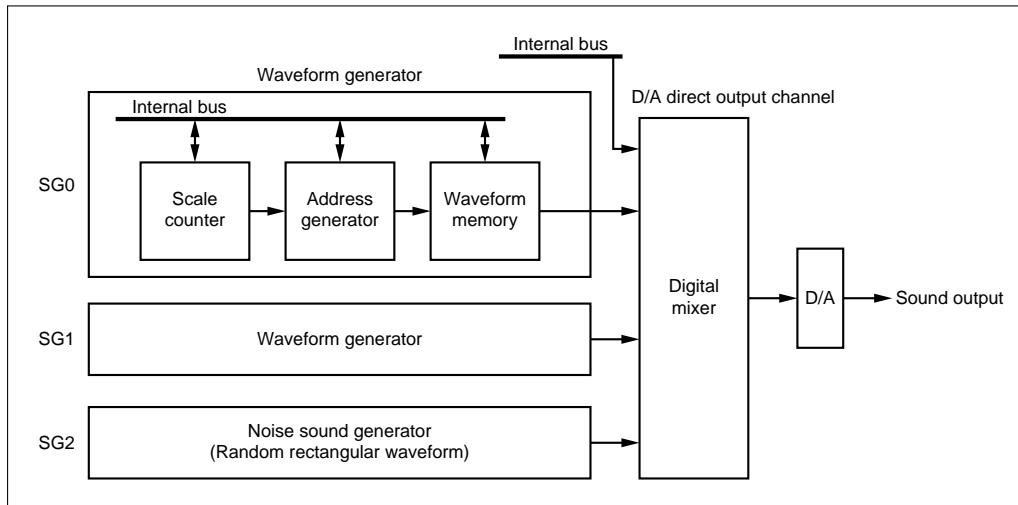 Internal bus
Waveform generator
D/A direct output channel
Internal bus
SG0
Scale
counter
Address
generator
Waveform
memory
Digital
mixer
D/A
Sound output
SG1
Waveform generator
SG2
Noise sound generator
(Random rectangular waveform)